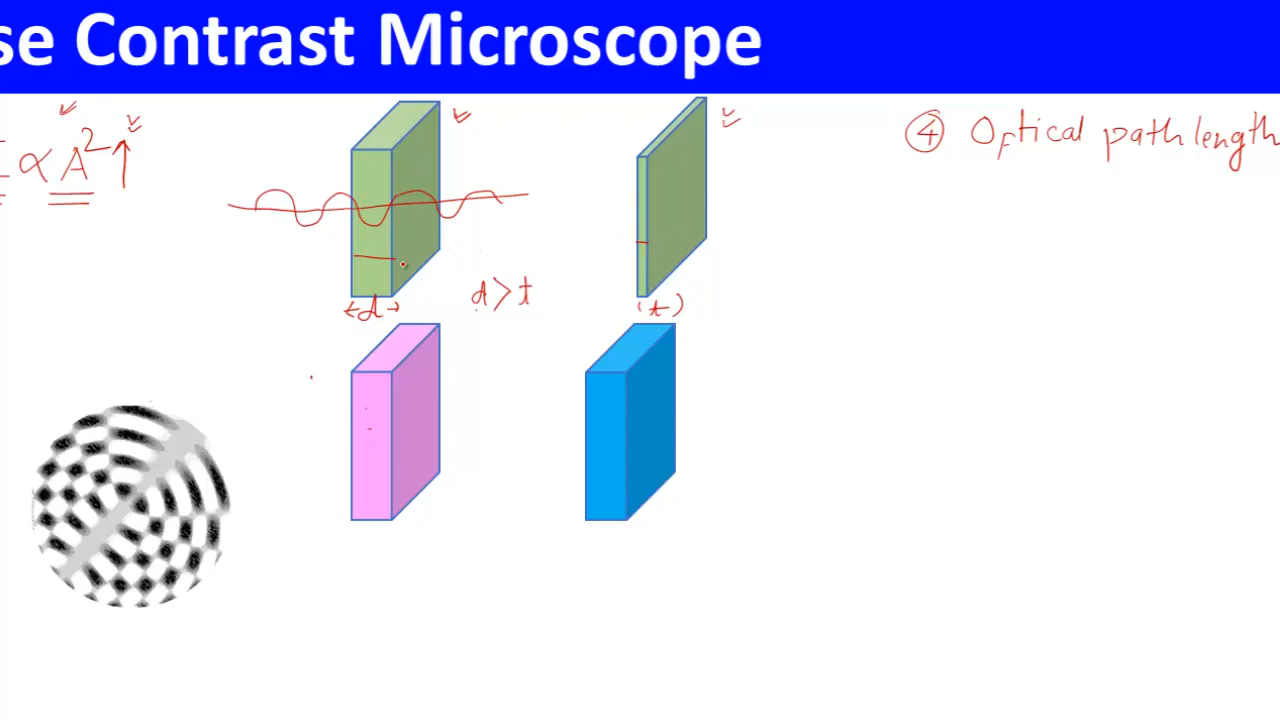 se Contrast Microscope
I ∝ A² ↑
④ Optical path length
d > t
d
(t)